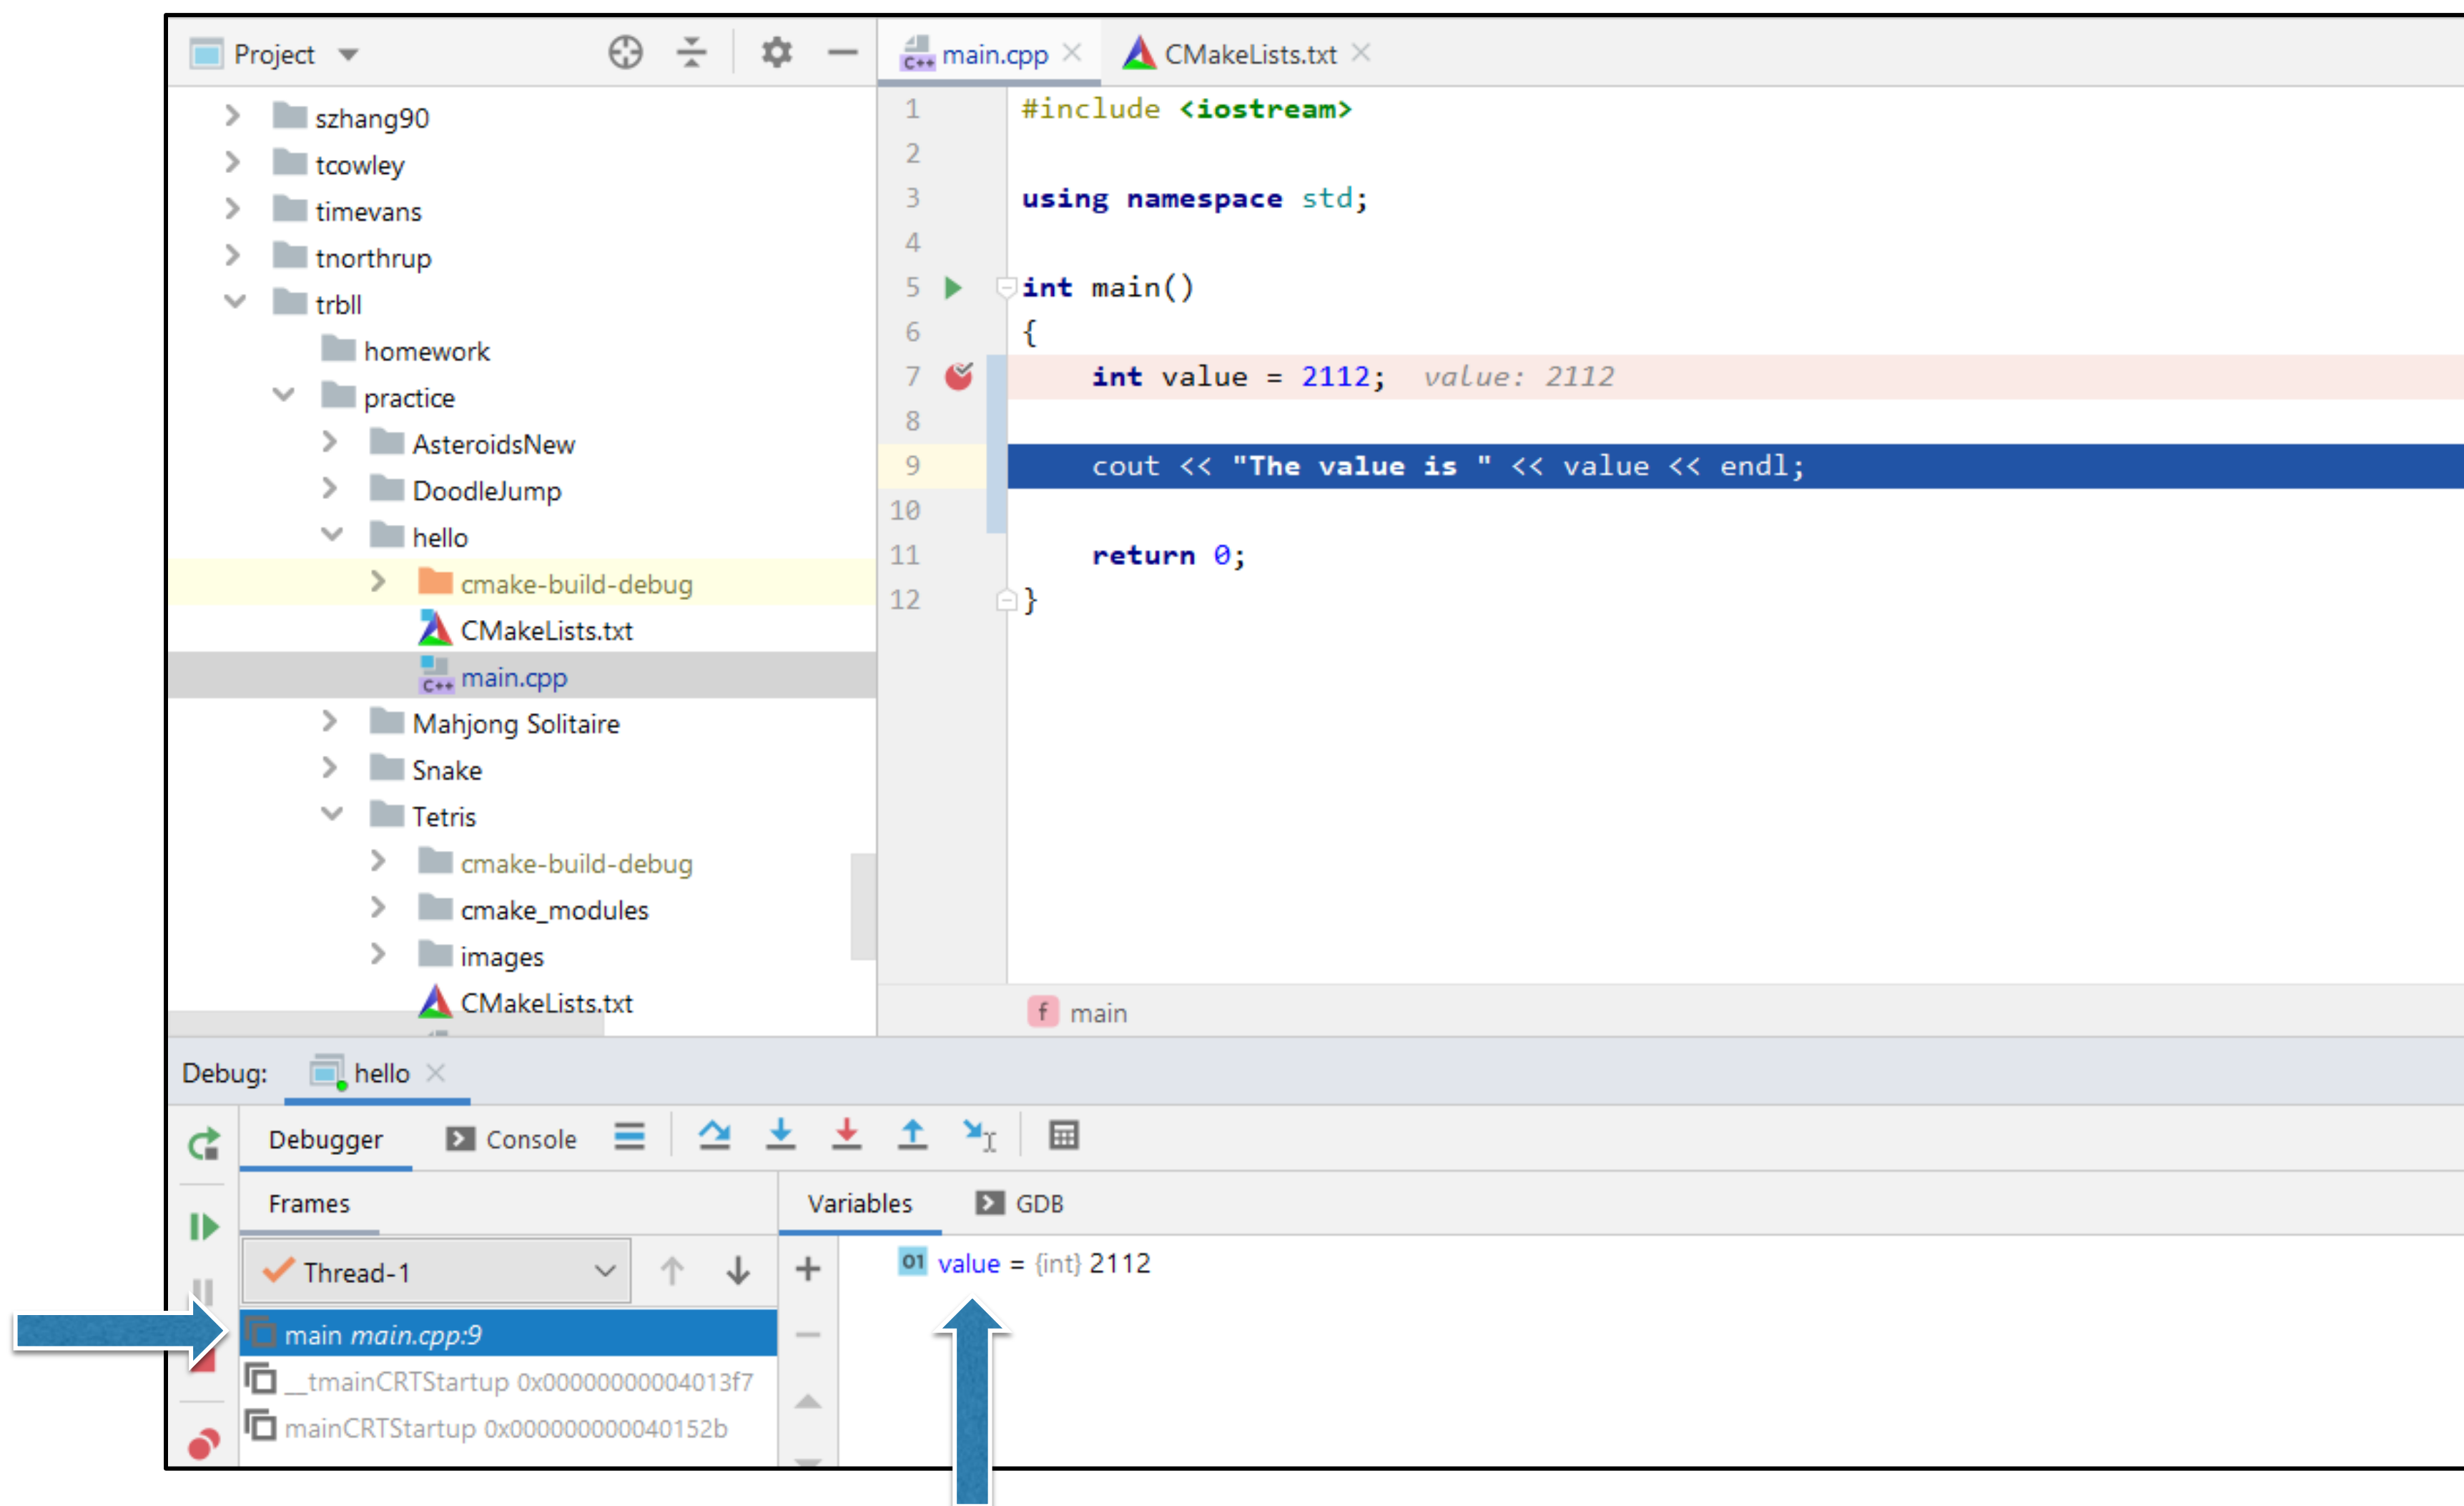 Project
szhang90
tcowley
timevans
tnorthrup
trbll
homework
practice
AsteroidsNew
DoodleJump
hello
cmake-build-debug
CMakeLists.txt
C++ main.cpp
Mahjong Solitaire
Snake
Tetris
cmake-build-debug
cmake_modules
images
CMakeLists.txt
C++ main.cpp CMakeLists.txt
1 #include <iostream>
2
3 using namespace std;
4
5 int main()
6 {
7 int value = 2112; value: 2112
8
9 cout << "The value is " << value << endl;
10
11 return 0;
12 }
f main
Debug: hello
Debugger Console
Frames
Thread-1
main main.cpp:9
__tmainCRTStartup 0x00000000004013f7
mainCRTStartup 0x000000000040152b
Variables GDB
01 value = {int} 2112